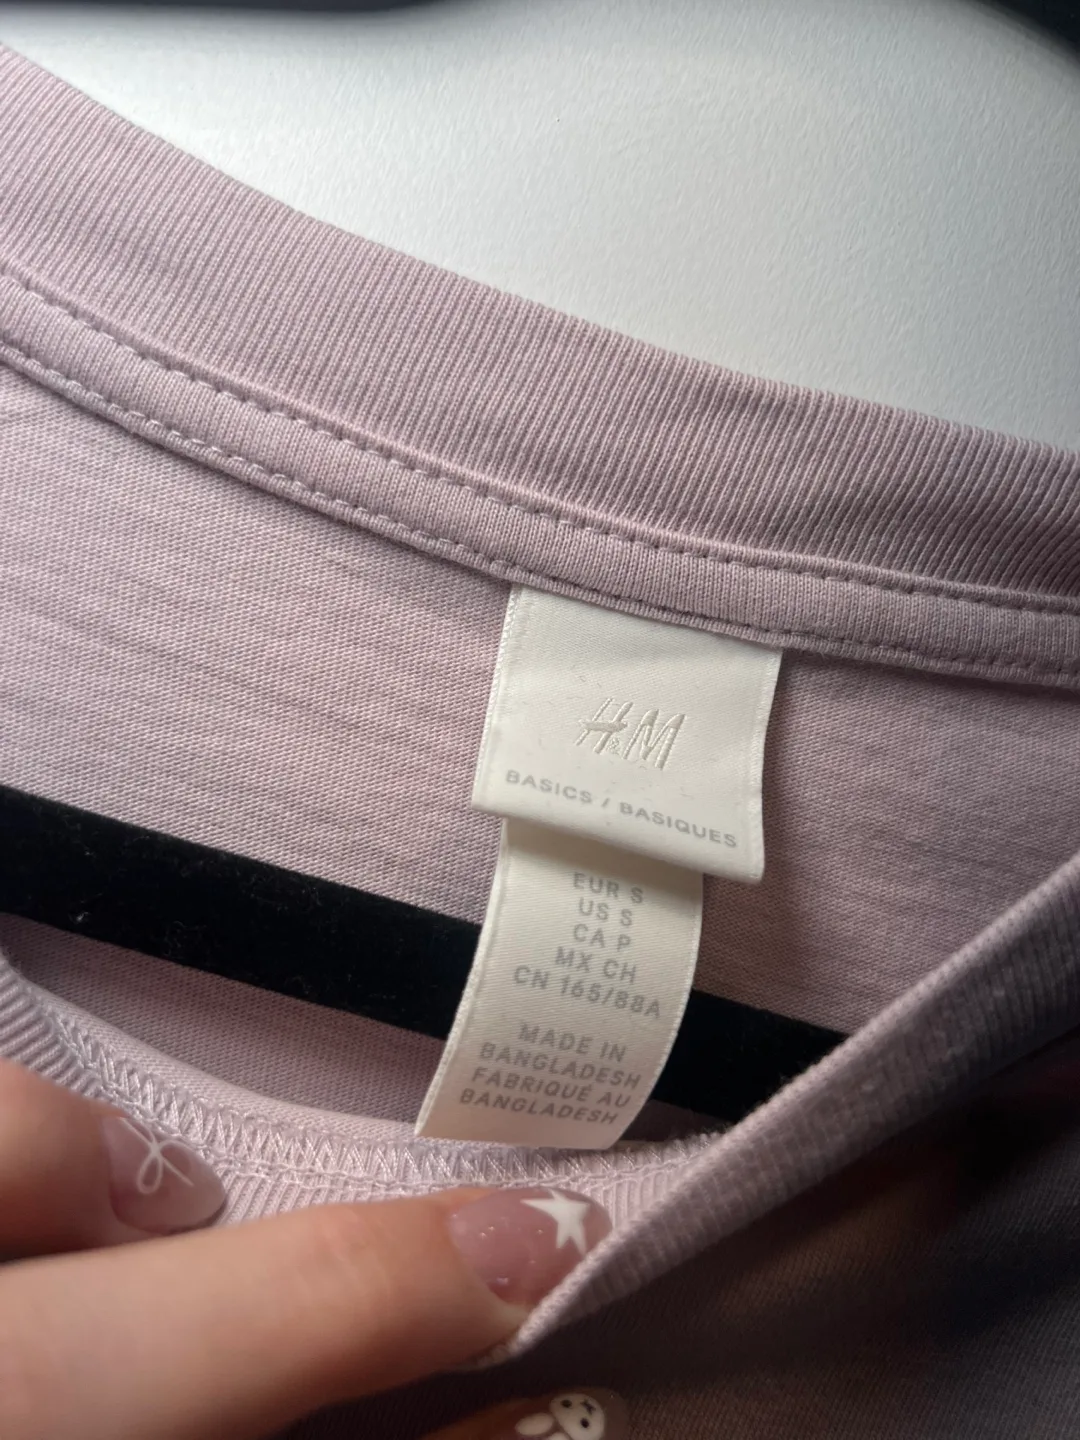 H&M
BASICS / BASIQUES
EUR S
US S
CA P
MX CH
CN 165/88A
MADE IN
BANGLADESH
FABRIQUÉ AU
BANGLADESH